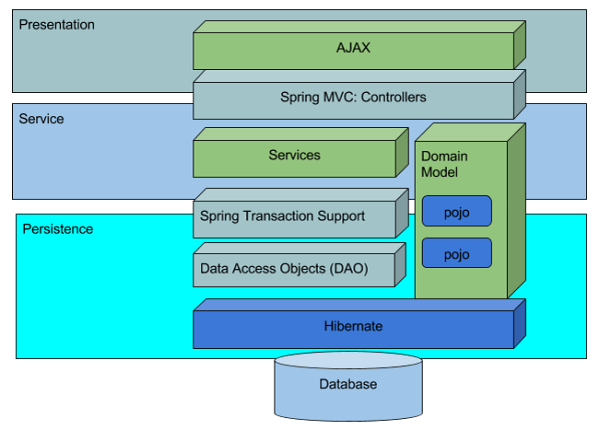 Presentation
AJAX
Spring MVC: Controllers
Service
Services
Domain
Model
pojo
Spring Transaction Support
Persistence
pojo
Data Access Objects (DAO)
Hibernate
Database